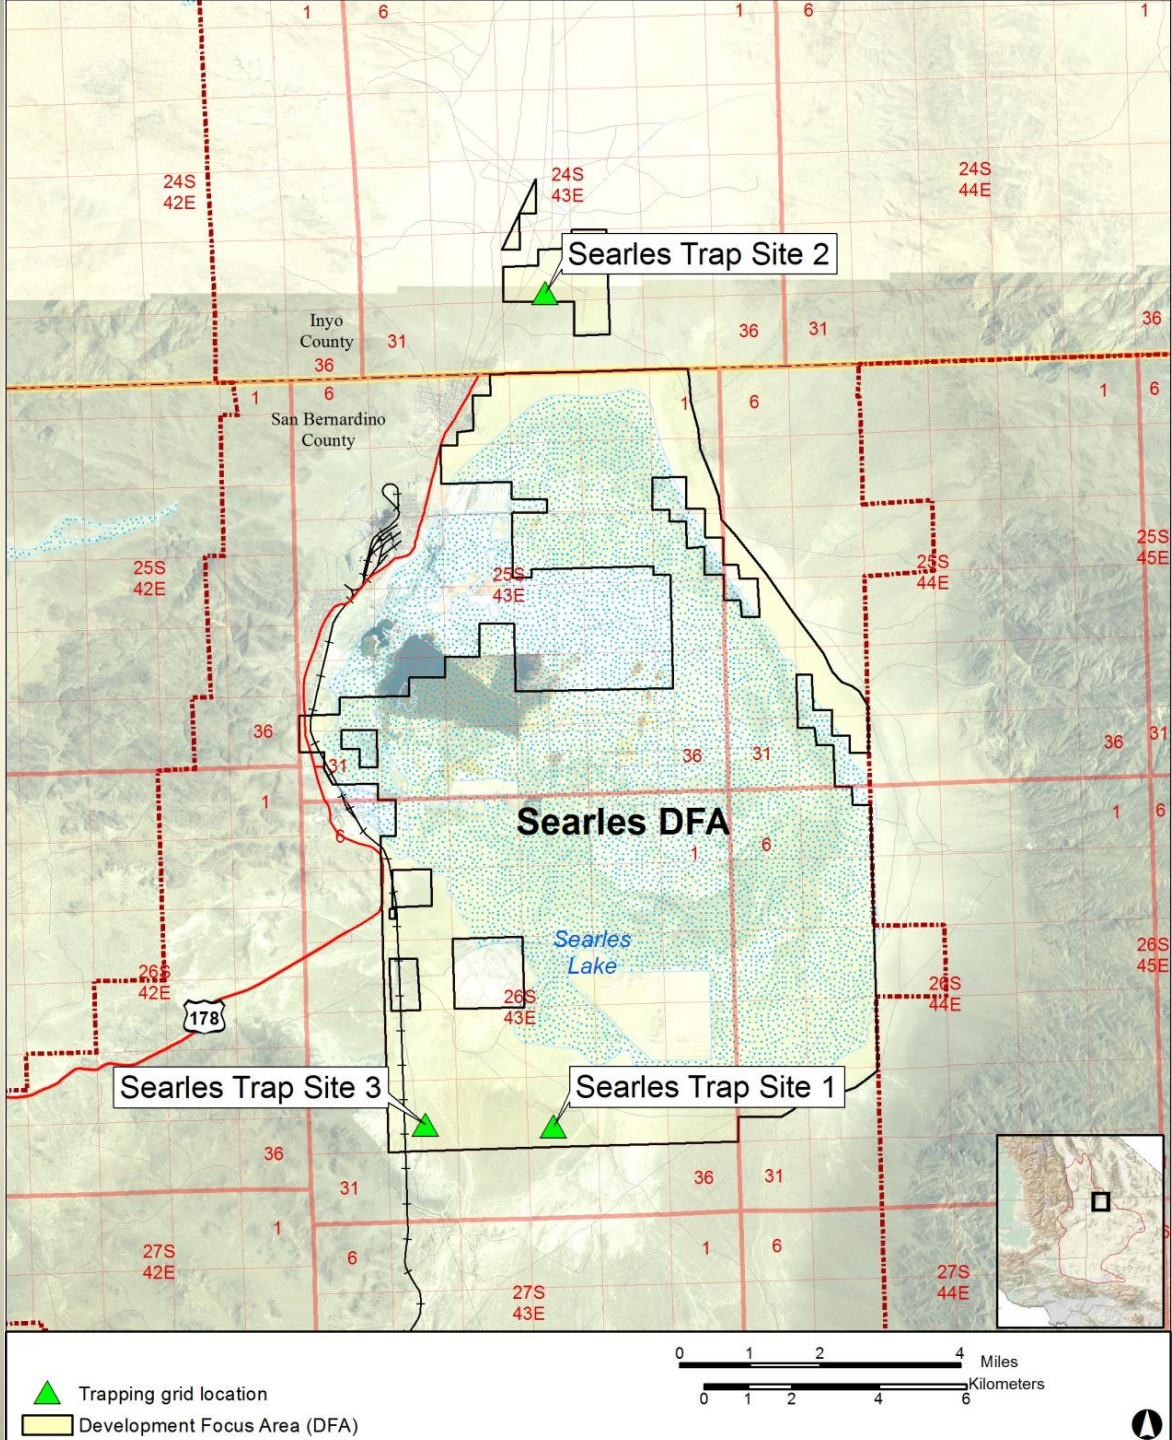 1 6 1 6 1
24S
42E
24S
43E
24S
44E
Searles Trap Site 2
Inyo
County
31
36
36 31
36
1 6
San Bernardino
County
1 6
1 6
25S
42E
25S
43E
25S
44E
25S
45E
36
31
36 31
36 31
1
6
Searles DFA
1 6
1 6
Searles
Lake
26S
42E
26S
43E
26S
44E
26S
45E
178
Searles Trap Site 3
Searles Trap Site 1
36
31
36 31
1
6
1 6
6
27S
42E
27S
43E
27S
44E
0 1 2 4
Miles
Kilometers
0 1 2 4 6
Trapping grid location
Development Focus Area (DFA)